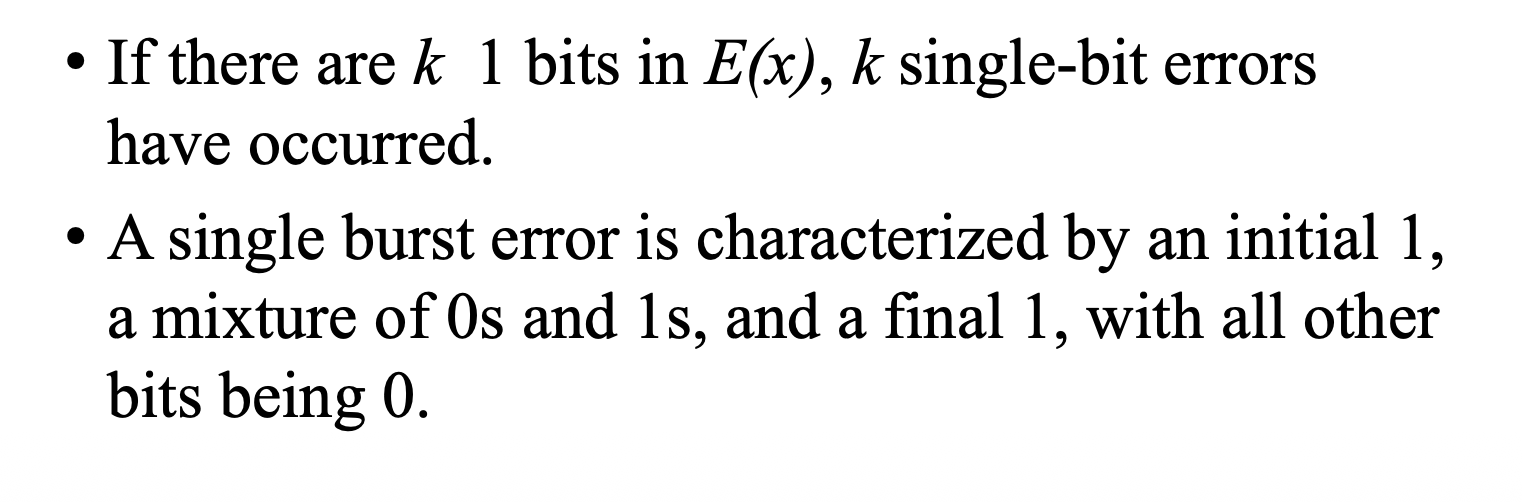 • If there are k 1 bits in E(x), k single-bit errors
have occurred.
• A single burst error is characterized by an initial 1,
a mixture of 0s and 1s, and a final 1, with all other
bits being 0.